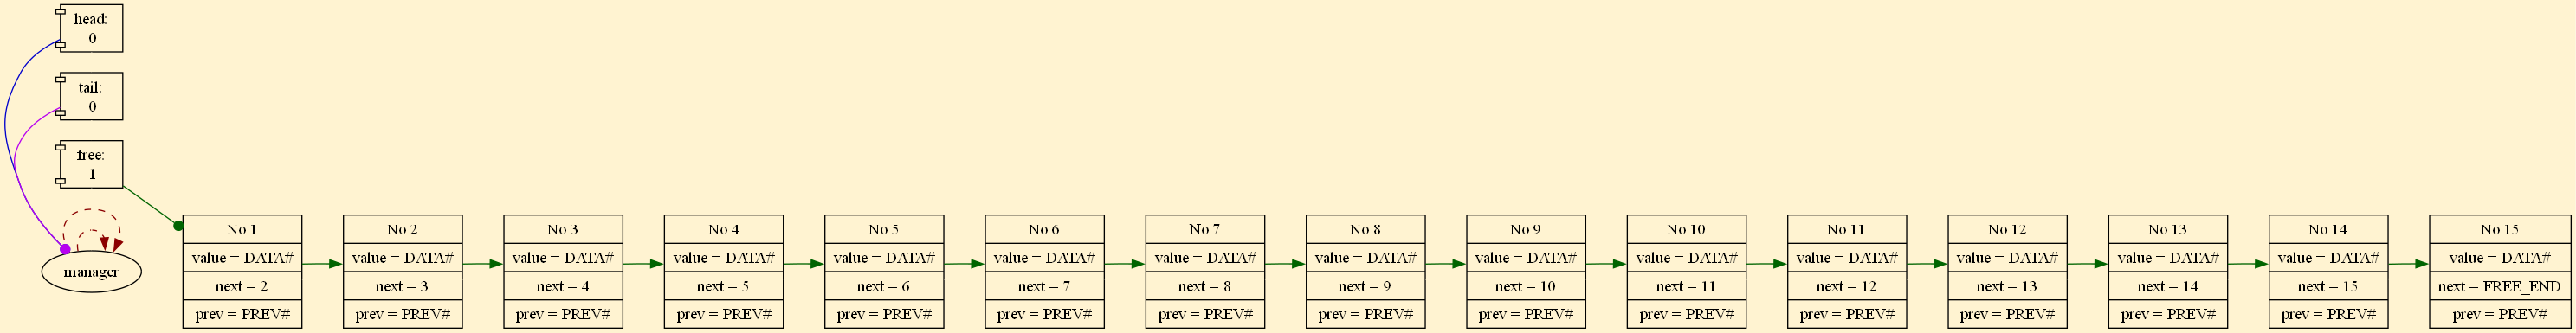 head:
0
tail:
0
free:
1
manager
No 1
value = DATA#
next = 2
prev = PREV#
No 2
value = DATA#
next = 3
prev = PREV#
No 3
value = DATA#
next = 4
prev = PREV#
No 4
value = DATA#
next = 5
prev = PREV#
No 5
value = DATA#
next = 6
prev = PREV#
No 6
value = DATA#
next = 7
prev = PREV#
No 7
value = DATA#
next = 8
prev = PREV#
No 8
value = DATA#
next = 9
prev = PREV#
No 9
value = DATA#
next = 10
prev = PREV#
No 10
value = DATA#
next = 11
prev = PREV#
No 11
value = DATA#
next = 12
prev = PREV#
No 12
value = DATA#
next = 13
prev = PREV#
No 13
value = DATA#
next = 14
prev = PREV#
No 14
value = DATA#
next = 15
prev = PREV#
No 15
value = DATA#
next = FREE_END
prev = PREV#